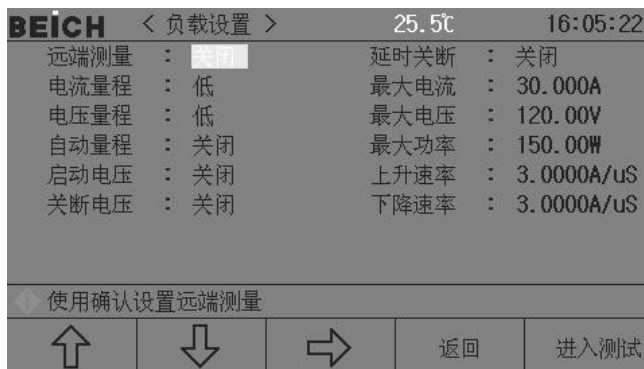 BEICH < 负载设置 > 25.5℃ 16:05:22
远端测量 : 关闭 延时关断 : 关闭
电流量程 : 低 最大电流 : 30.000A
电压量程 : 低 最大电压 : 120.00V
自动量程 : 关闭 最大功率 : 150.00W
启动电压 : 关闭 上升速率 : 3.0000A/uS
关断电压 : 关闭 下降速率 : 3.0000A/uS
使用确认设置远端测量
返回 进入测试